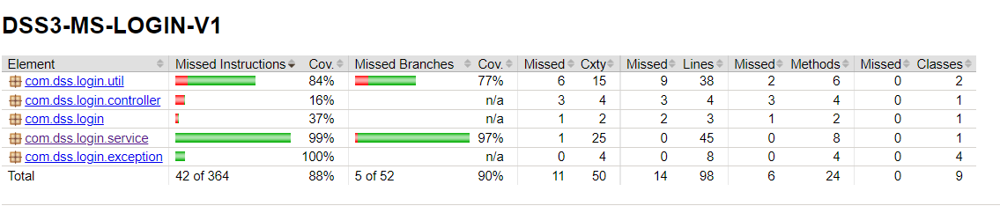 DSS3-MS-LOGIN-V1
Element Missed Instructions Cov. Missed Branches Cov. Missed Cxty Missed Lines Missed Methods Missed Classes
com.dss.login.util 84% 77% 6 15 9 38 2 6 0 2
com.dss.login.controller 16% n/a 3 4 3 4 3 4 0 1
com.dss.login 37% n/a 1 2 2 3 1 2 0 1
com.dss.login.service 99% 97% 1 25 0 45 0 8 0 1
com.dss.login.exception 100% n/a 0 4 0 8 0 4 0 4
Total 42 of 364 88% 5 of 52 90% 11 50 14 98 6 24 0 9